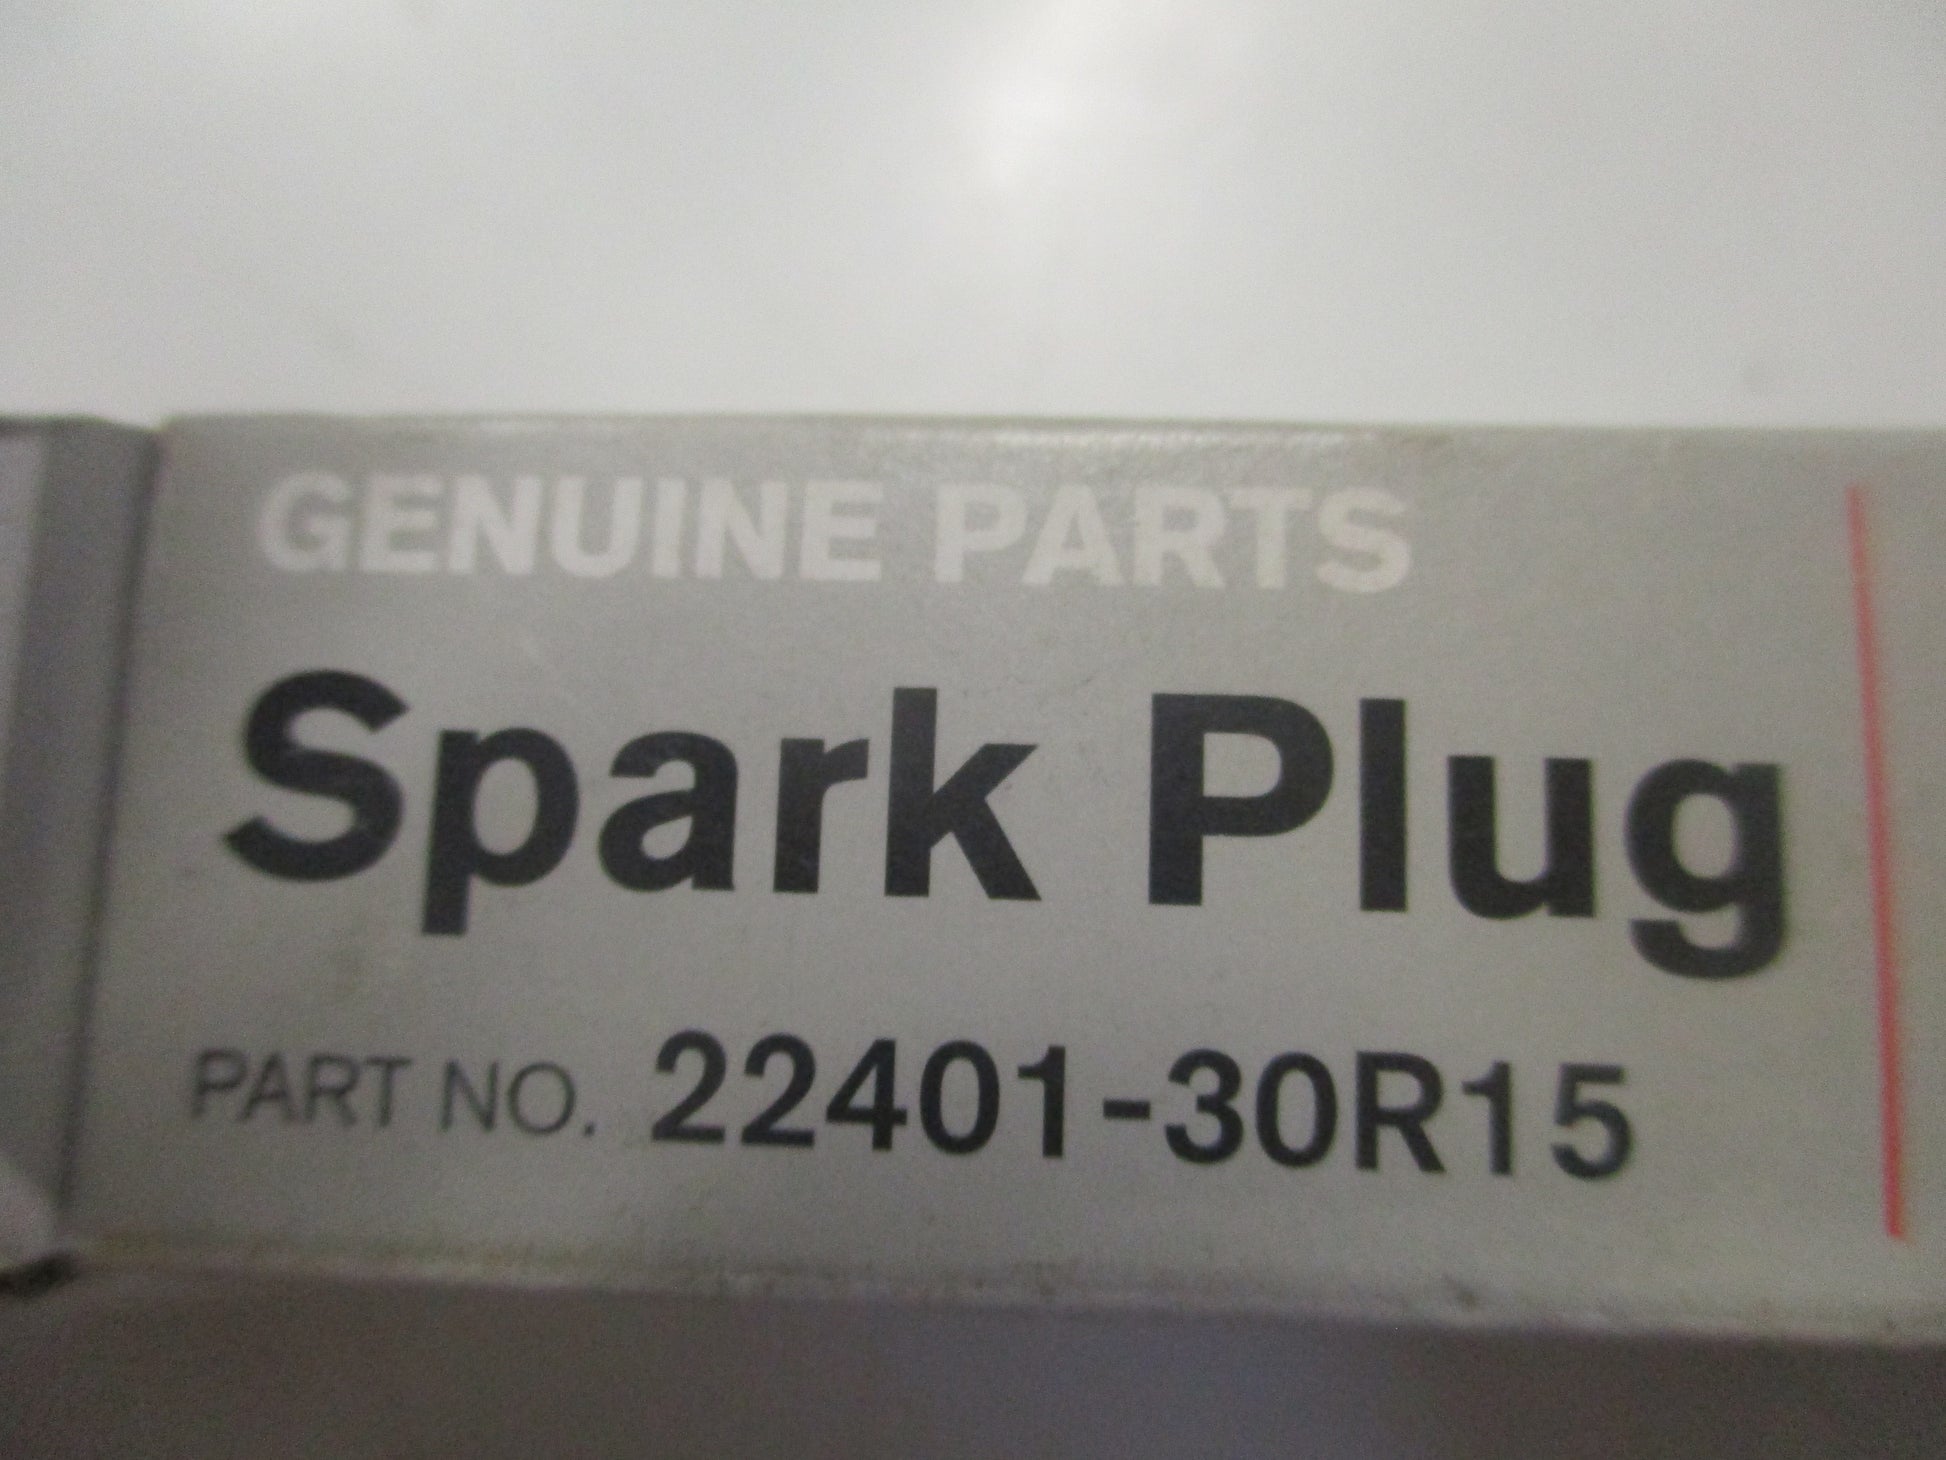 GENUINE PARTS
Spark Plug
PART NO. 22401-30R15